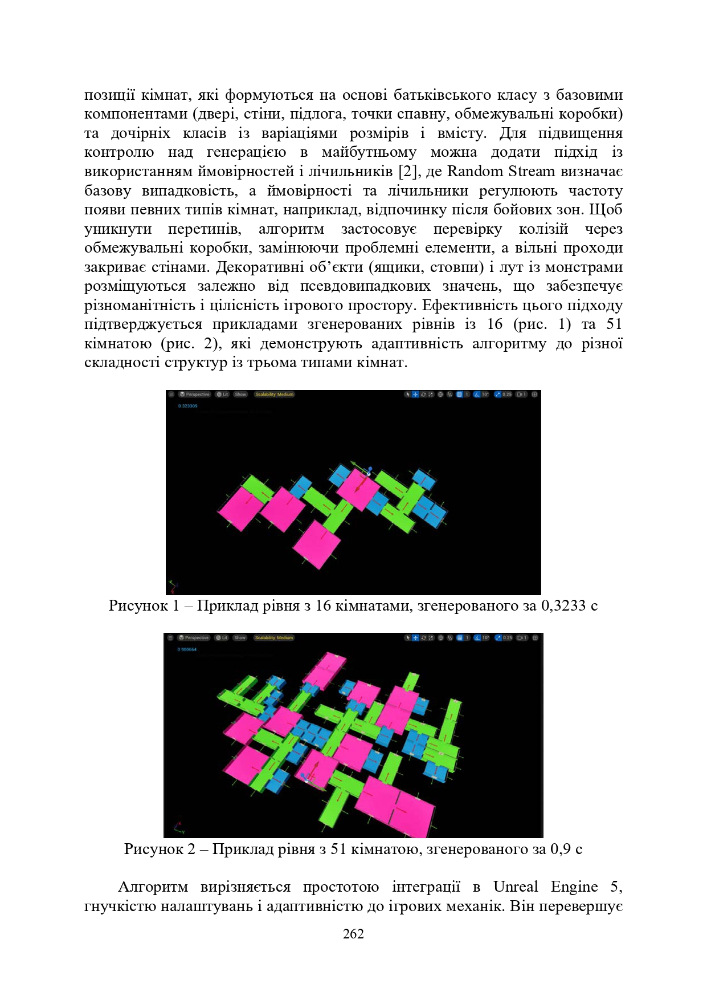 позиції кімнат, які формуються на основі батьківського класу з базовими
компонентами (двері, стіни, підлога, точки спавну, обмежувальні коробки)
та дочірніх класів із варіаціями розмірів і вмісту. Для підвищення
контролю над генерацією в майбутньому можна додати підхід із
використанням ймовірностей і лічильників [2], де Random Stream визначає
базову випадковість, а ймовірності та лічильники регулюють частоту
появи певних типів кімнат, наприклад, відпочинку після бойових зон. Щоб
уникнути перетинів, алгоритм застосовує перевірку колізій через
обмежувальні коробки, замінюючи проблемні елементи, а вільні проходи
закриває стінами. Декоративні об’єкти (ящики, стовпи) і лут із монстрами
розміщуються залежно від псевдовипадкових значень, що забезпечує
різноманітність і цілісність ігрового простору. Ефективність цього підходу
підтверджується прикладами згенерованих рівнів із 16 (рис. 1) та 51
кімнатою (рис. 2), які демонструють адаптивність алгоритму до різної
складності структур із трьома типами кімнат.
Perspective Lit Show Scalability Medium 1 10° 0.25 1
0.323309
Рисунок 1 – Приклад рівня з 16 кімнатами, згенерованого за 0,3233 с
Perspective Lit Show Scalability Medium 1 10° 0.25 1
0.900664
Рисунок 2 – Приклад рівня з 51 кімнатою, згенерованого за 0,9 с
Алгоритм вирізняється простотою інтеграції в Unreal Engine 5,
гнучкістю налаштувань і адаптивністю до ігрових механік. Він перевершує
262